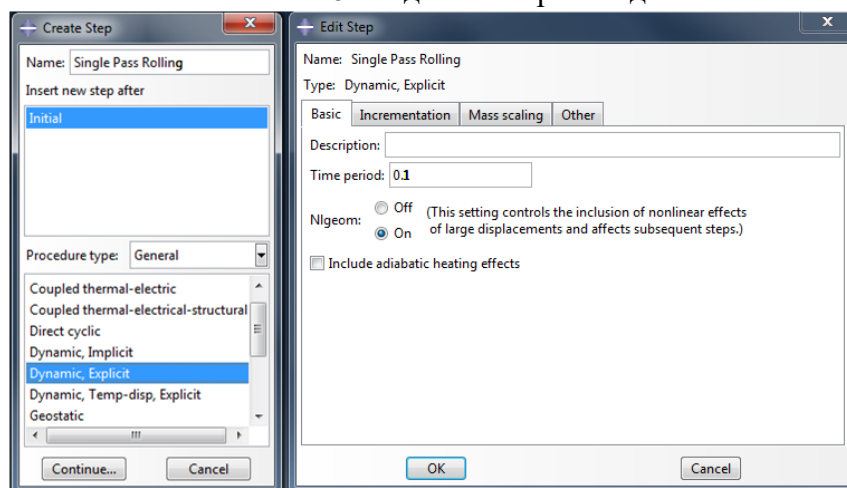 Create Step
Name: Single Pass Rolling
Insert new step after
Initial
Procedure type: General
Coupled thermal-electric
Coupled thermal-electrical-structural
Direct cyclic
Dynamic, Implicit
Dynamic, Explicit
Dynamic, Temp-disp, Explicit
Geostatic
Continue... Cancel
Edit Step
Name: Single Pass Rolling
Type: Dynamic, Explicit
Basic Incrementation Mass scaling Other
Description:
Time period: 0.1
Nlgeom: Off (This setting controls the inclusion of nonlinear effects
On of large displacements and affects subsequent steps.)
Include adiabatic heating effects
OK Cancel